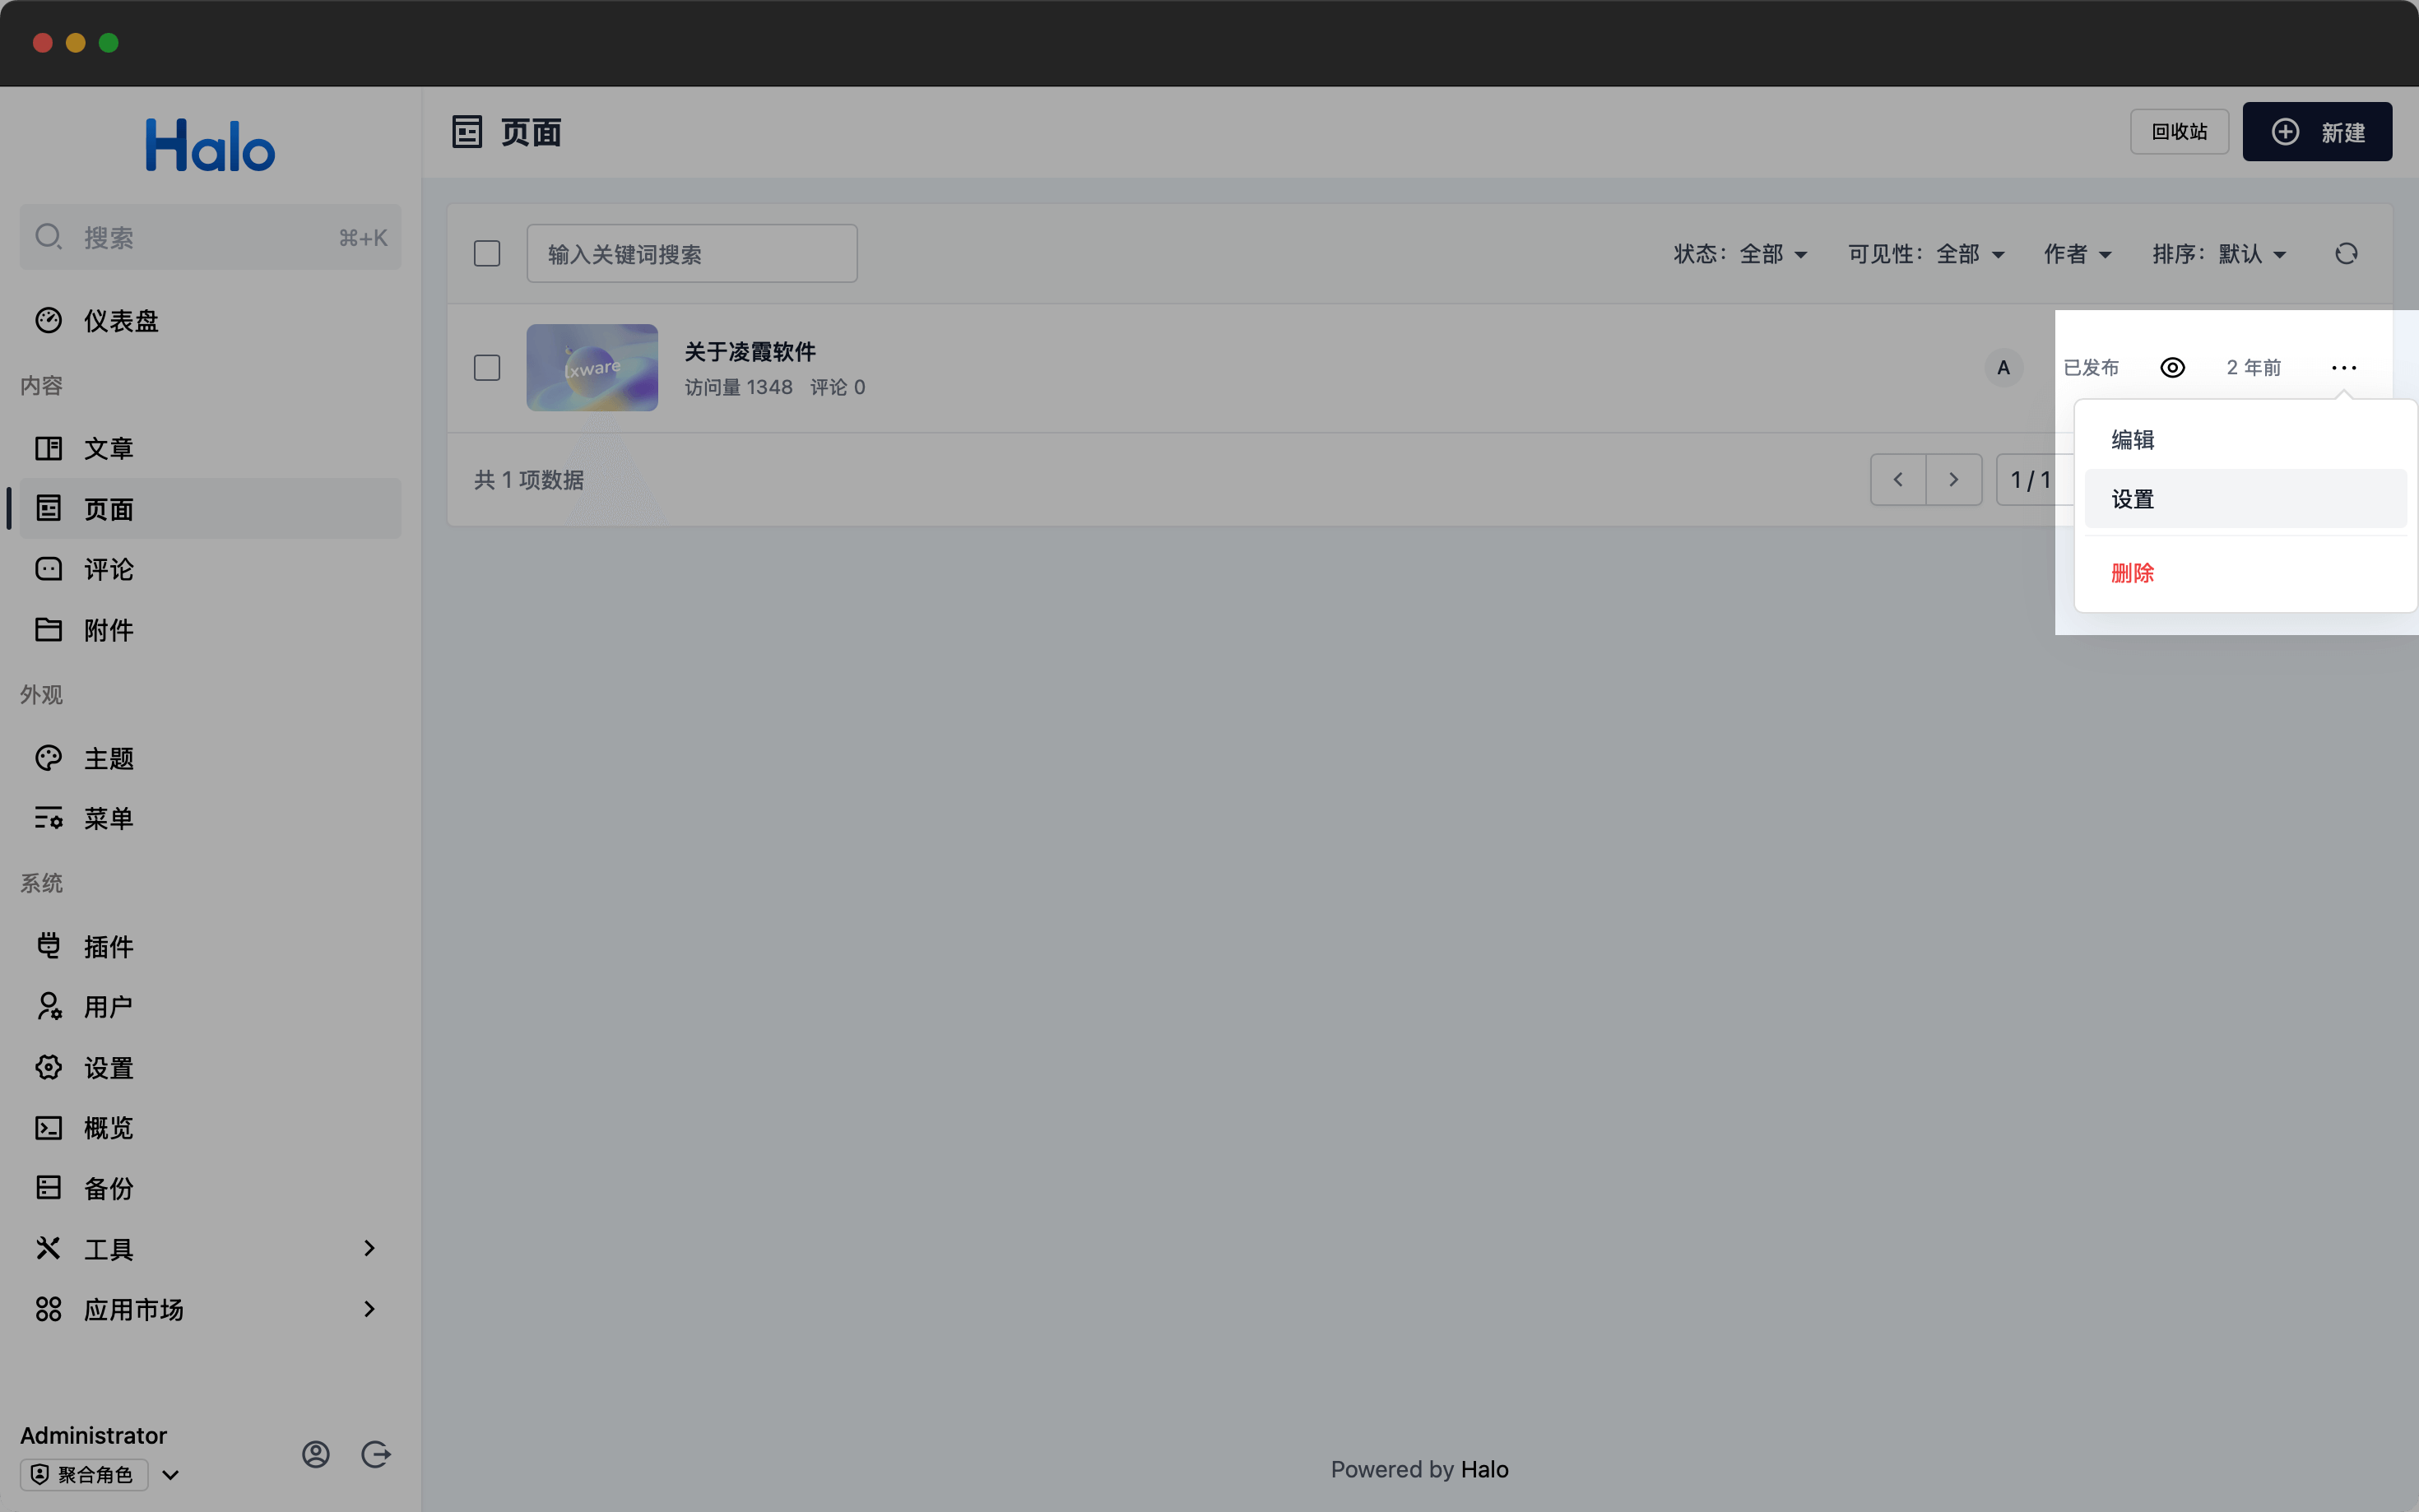 Halo
搜索 ⌘+K
仪表盘
内容
文章
页面
评论
附件
外观
主题
菜单
系统
插件
用户
设置
概览
备份
工具
应用市场
Administrator
聚合角色
页面
回收站 新建
输入关键词搜索 状态：全部 可见性：全部 作者 排序：默认
lxware
关于凌霞软件
访问量 1348 评论 0
A 已发布 2 年前
共 1 项数据 1 / 1
编辑
设置
删除
Powered by Halo